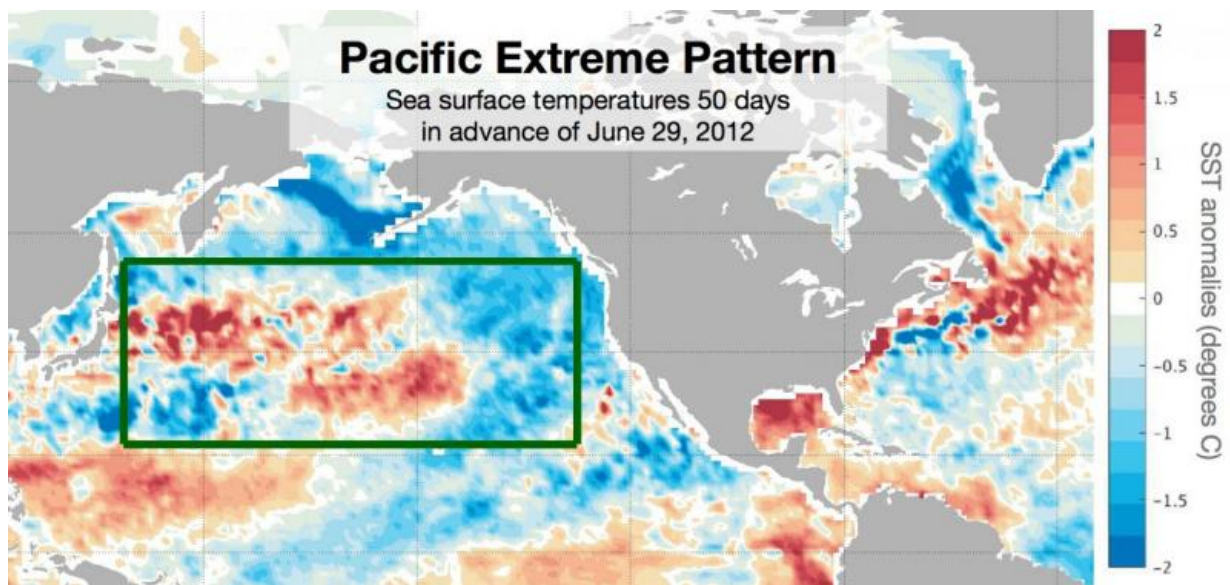 Pacific Extreme Pattern
Sea surface temperatures 50 days
in advance of June 29, 2012
2
1.5
1
0.5
0
-0.5
-1
-1.5
-2
SST anomalies (degrees C)